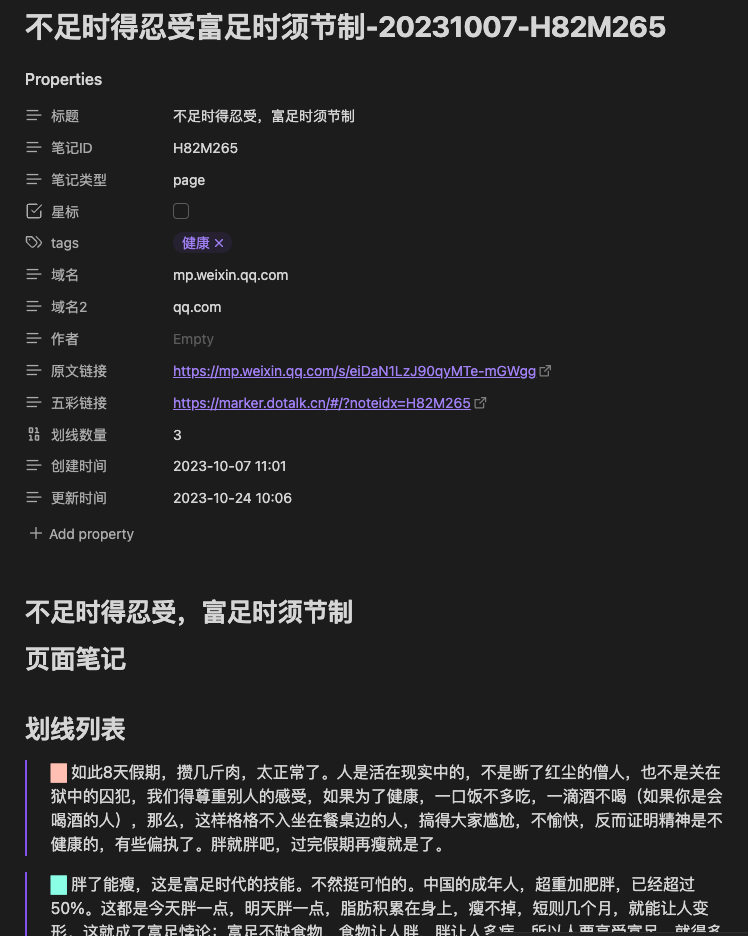 不足时得忍受富足时须节制-20231007-H82M265
Properties
标题 不足时得忍受，富足时须节制
笔记ID H82M265
笔记类型 page
星标
tags 健康 ×
域名 mp.weixin.qq.com
域名2 qq.com
作者 Empty
原文链接 https://mp.weixin.qq.com/s/eiDaN1LzJ90qyMTe-mGWgg
五彩链接 https://marker.dotalk.cn/#/?noteidx=H82M265
划线数量 3
创建时间 2023-10-07 11:01
更新时间 2023-10-24 10:06
+ Add property
不足时得忍受，富足时须节制
页面笔记
划线列表
如此8天假期，攒几斤肉，太正常了。人是活在现实中的，不是断了红尘的僧人，也不是关在
狱中的囚犯，我们得尊重别人的感受，如果为了健康，一口饭不多吃，一滴酒不喝（如果你是会
喝酒的人），那么，这样格格不入坐在餐桌边的人，搞得大家尴尬，不愉快，反而证明精神是不
健康的，有些偏执了。胖就胖吧，过完假期再瘦就是了。
胖了能瘦，这是富足时代的技能。不然挺可怕的。中国的成年人，超重加肥胖，已经超过
50%。这都是今天胖一点，明天胖一点，脂肪积累在身上，瘦不掉，短则几个月，就能让人变
形，这就成了富足悖论：富足不缺食物，食物让人胖，胖让人多病，所以人要享受富足，就得多